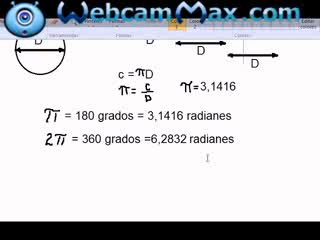 WebcamMax.com
D
D
D
c = πD
π = c/D
π = 3,1416
π = 180 grados = 3,1416 radianes
2π = 360 grados =6,2832 radianes